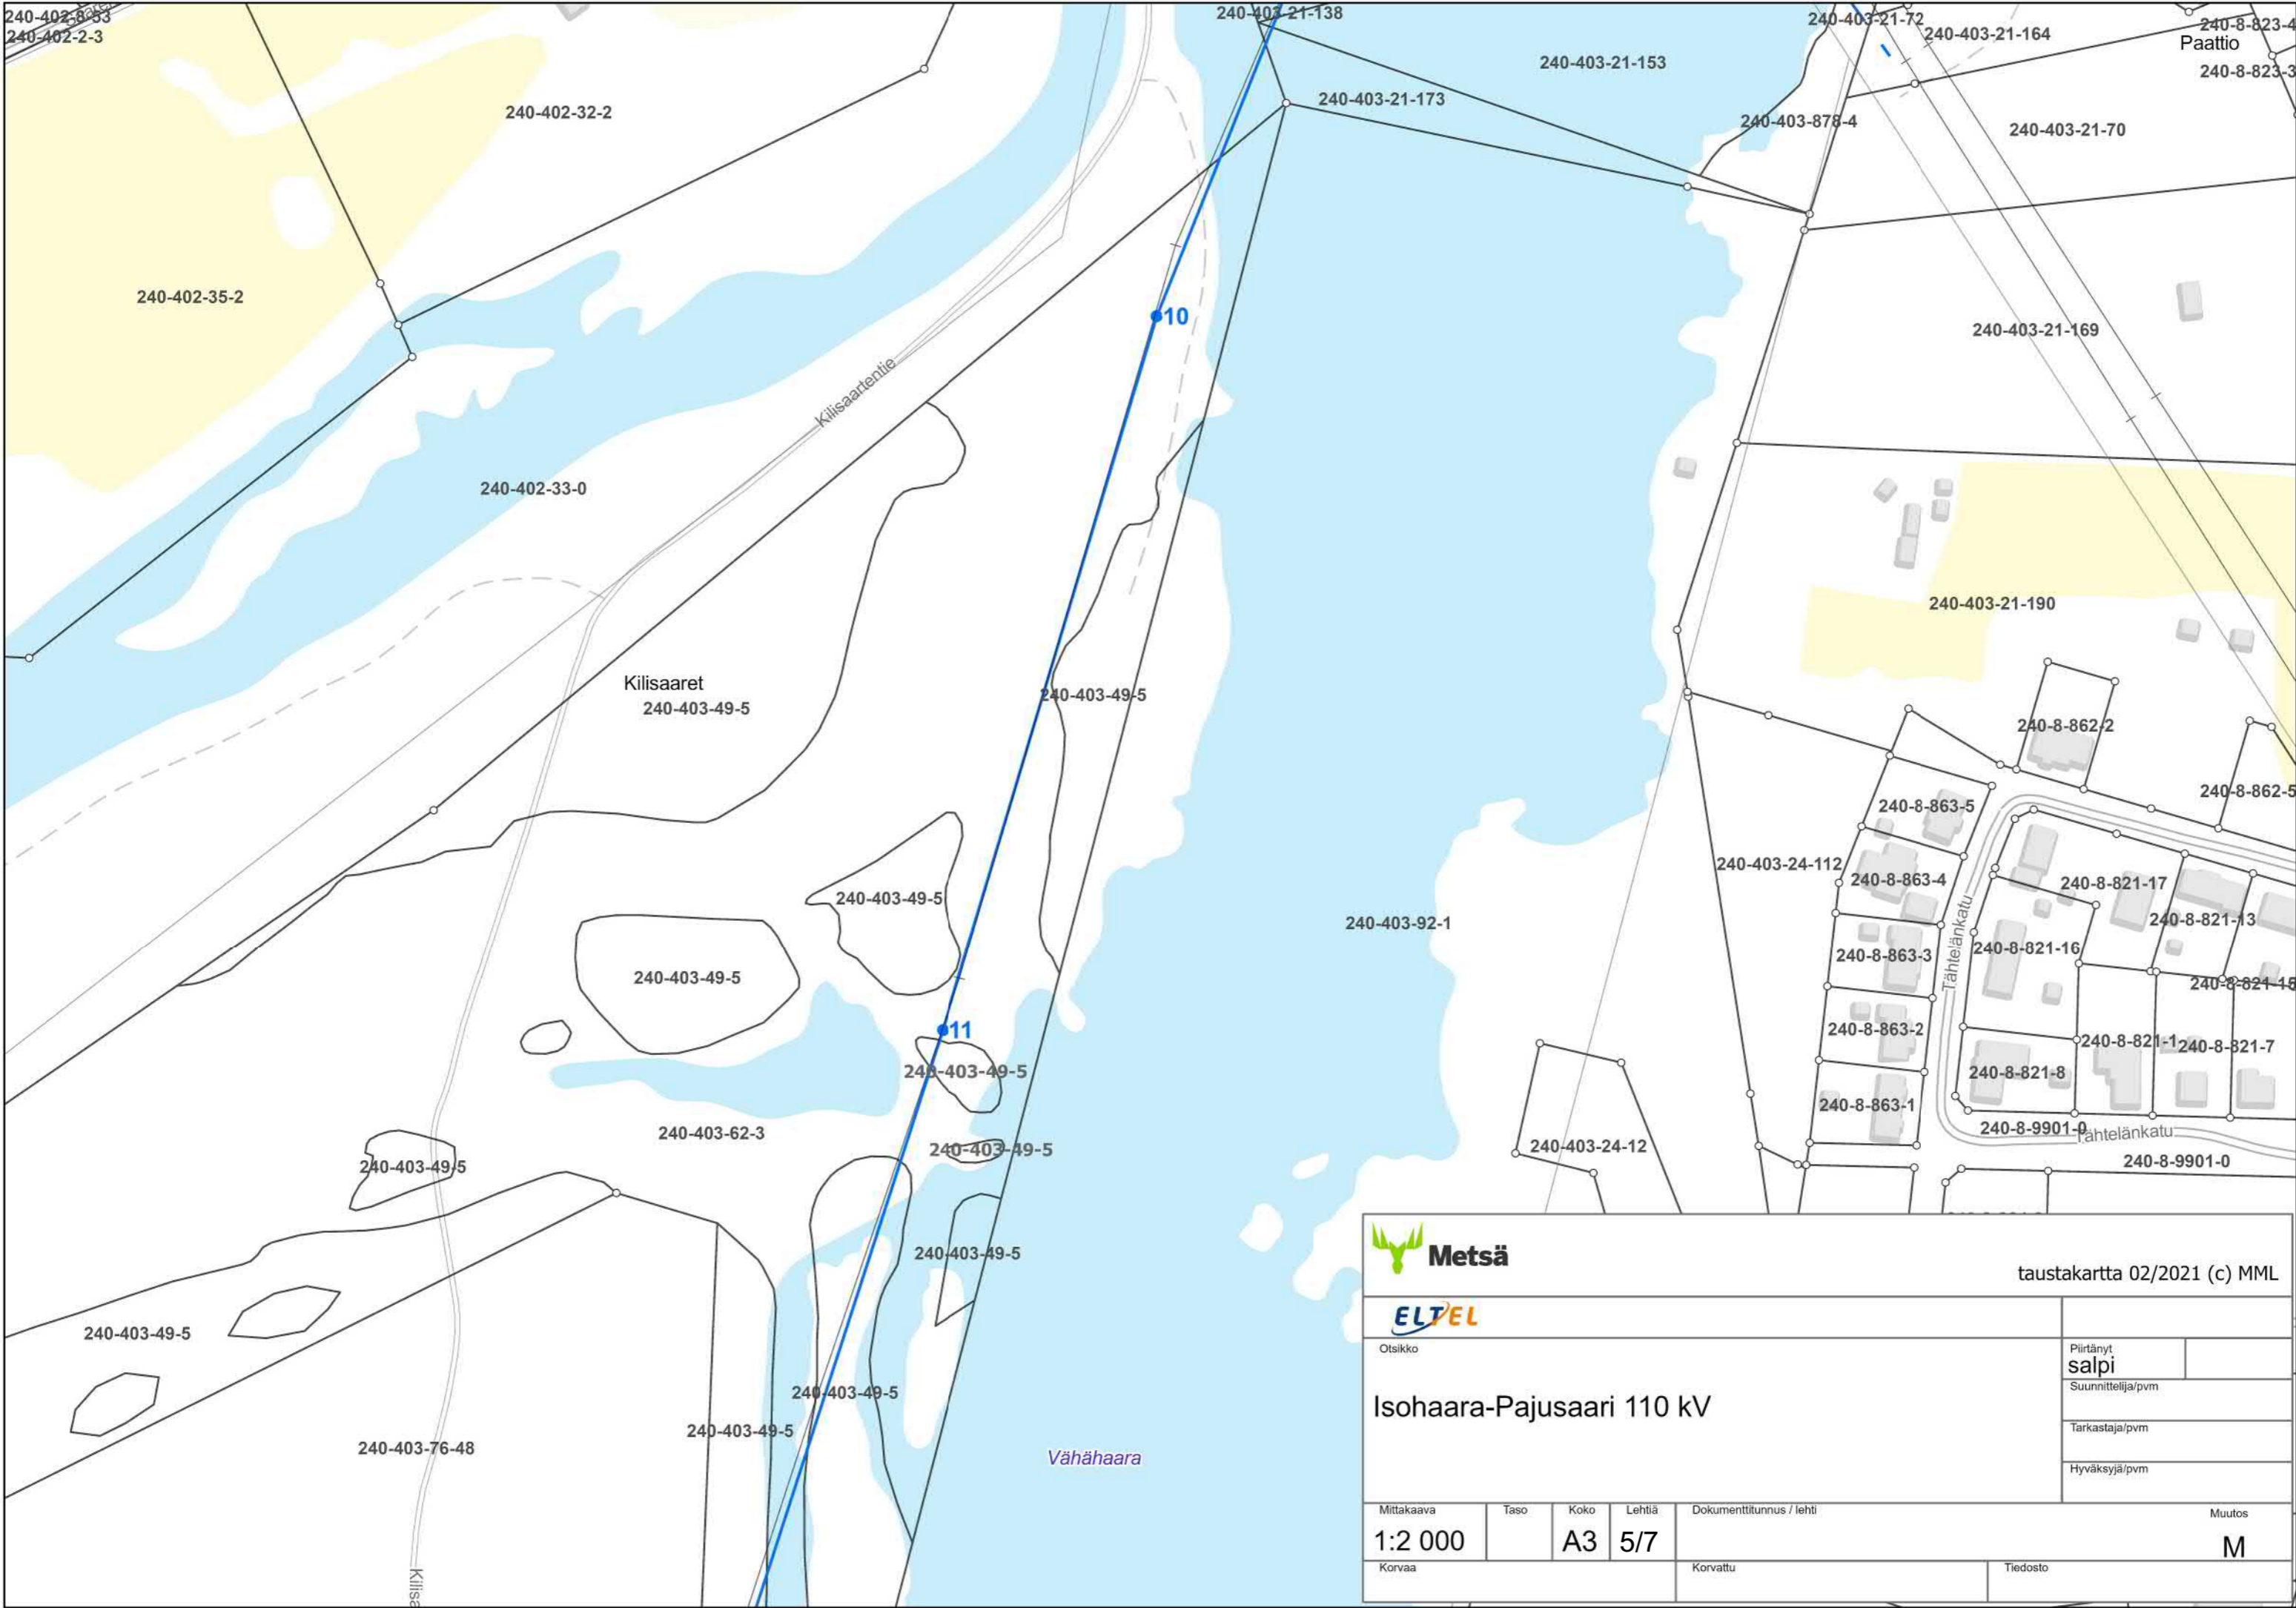 240-402-8-53
240-402-2-3
240-403-21-138
240-403-21-72
240-403-21-164
240-8-823-4
Paattio
240-8-823-3
240-403-21-153
240-402-32-2
240-403-21-173
240-403-878-4
240-403-21-70
240-402-35-2
10
240-403-21-169
Kilisaartentie
240-402-33-0
240-403-21-190
Kilisaaret
240-403-49-5
240-403-49-5
240-8-862-2
240-8-862-5
240-8-863-5
240-403-24-112
240-8-863-4
240-8-821-17
240-403-49-5
240-403-92-1
240-8-821-13
Tähtelänkatu
240-8-863-3
240-8-821-16
240-403-49-5
240-8-821-15
11
240-8-863-2
240-8-821-1
240-8-821-7
240-403-49-5
240-8-821-8
240-8-863-1
240-403-62-3
240-8-9901-0
Tähtelänkatu
240-403-49-5
240-403-24-12
240-403-49-5
240-8-9901-0
240-403-49-5
240-403-49-5
240-403-49-5
240-403-49-5
240-403-76-48
Vähähaara
Kilisa
Metsä
taustakartta 02/2021 (c) MML
ELTEL
Otsikko
Piirtänyt
salpi
Isohaara-Pajusaari 110 kV
Suunnittelija/pvm
Tarkastaja/pvm
Hyväksyjä/pvm
Mittakaava
Taso
Koko
Lehtiä
Dokumenttitunnus / lehti
Muutos
1:2 000
A3
5/7
M
Korvaa
Korvattu
Tiedosto